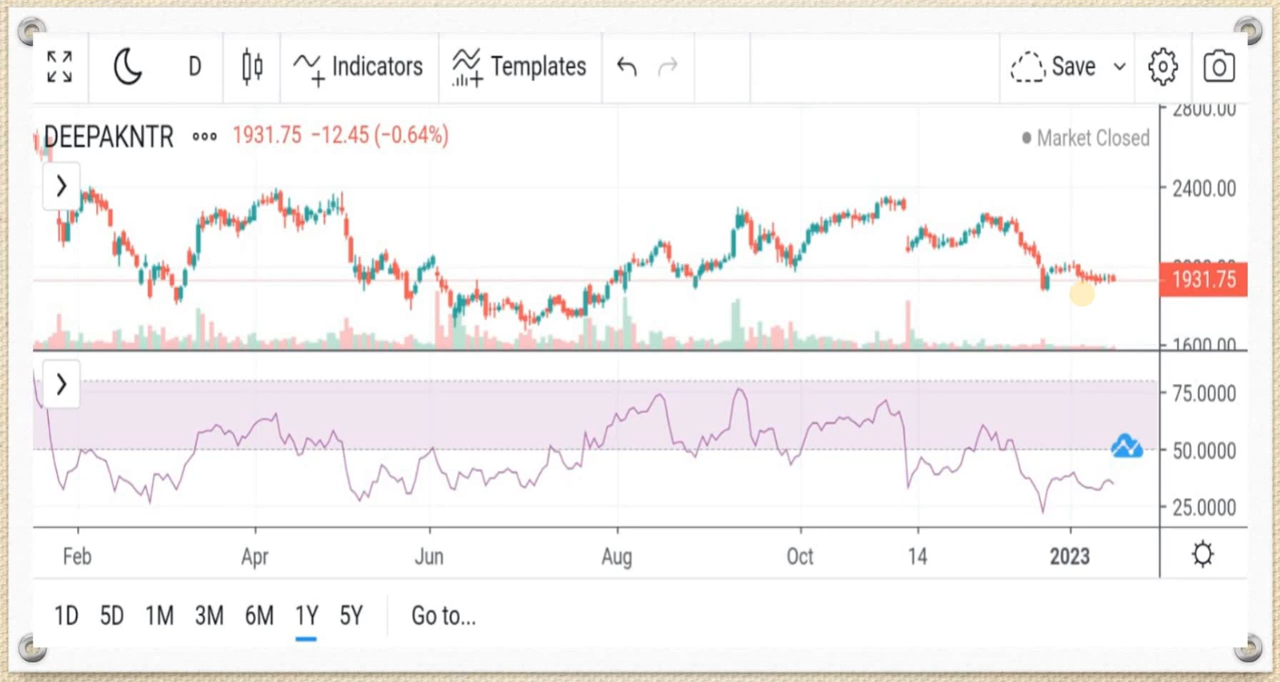 D Indicators Templates Save
DEEPAKNTR 1931.75 −12.45 (−0.64%)
Market Closed
2800.00
2400.00
1931.75
1600.00
75.0000
50.0000
25.0000
Feb Apr Jun Aug Oct 14 2023
1D 5D 1M 3M 6M 1Y 5Y Go to...